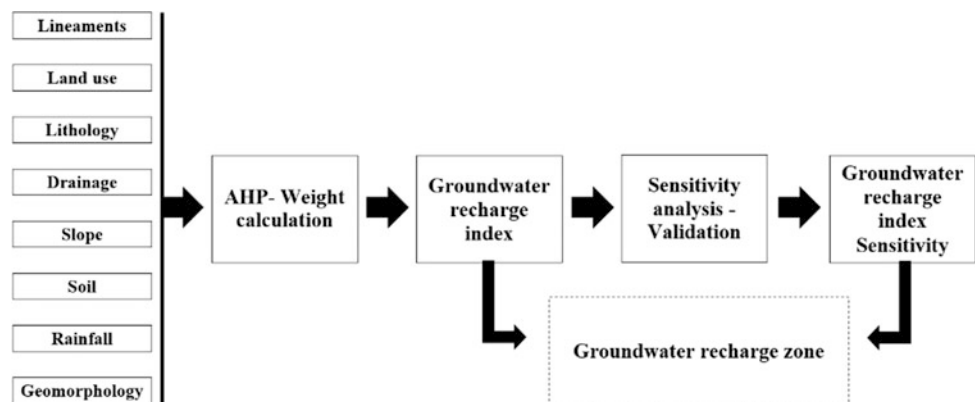 Lineaments
Land use
Lithology
Drainage
Slope
Soil
Rainfall
Geomorphology
AHP- Weight
calculation
Groundwater
recharge
index
Sensitivity
analysis -
Validation
Groundwater
recharge
index
Sensitivity
Groundwater recharge zone